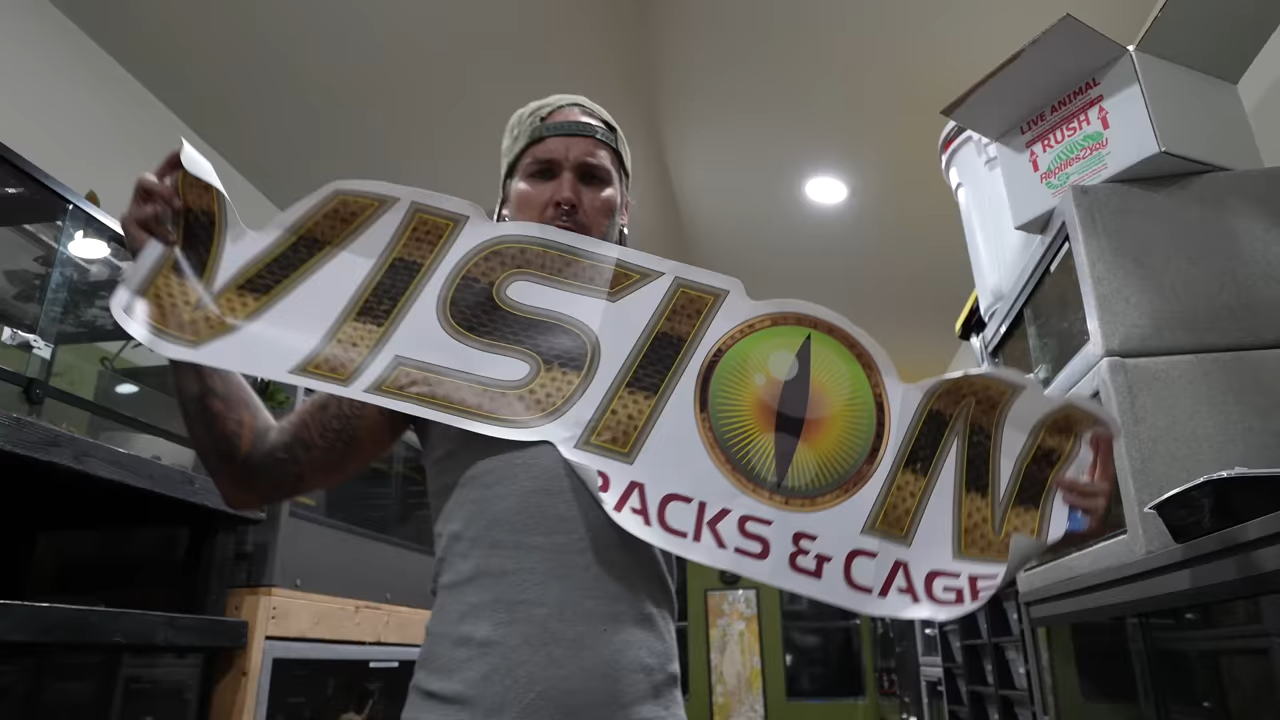 LIVE ANIMAL
RUSH
Reptiles2You
VISION
RACKS & CAGE